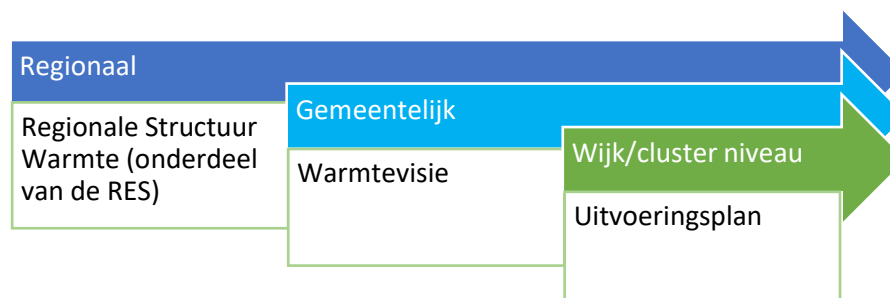 Regionaal
Regionale Structuur
Warmte (onderdeel
van de RES)
Gemeentelijk
Warmtevisie
Wijk/cluster niveau
Uitvoeringsplan